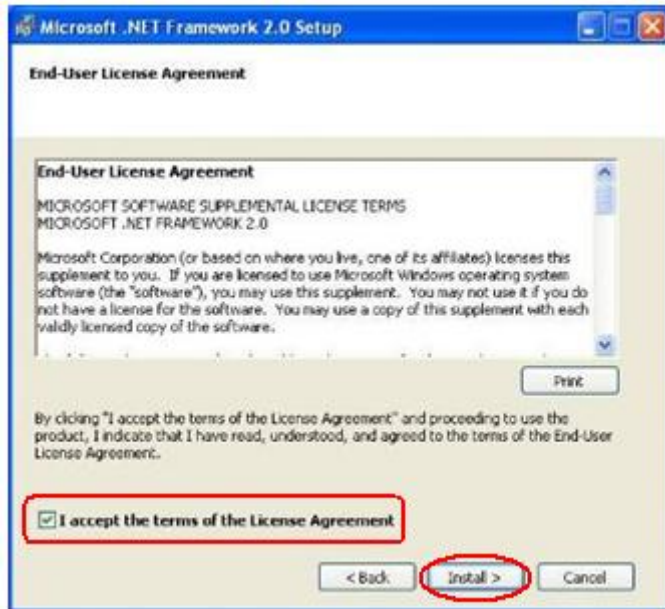 Microsoft .NET Framework 2.0 Setup
End-User License Agreement
End-User License Agreement
MICROSOFT SOFTWARE SUPPLEMENTAL LICENSE TERMS
MICROSOFT .NET FRAMEWORK 2.0
Microsoft Corporation (or based on where you live, one of its affiliates) licenses this
supplement to you. If you are licensed to use Microsoft Windows operating system
software (the "software"), you may use this supplement. You may not use it if you do
not have a license for the software. You may use a copy of this supplement with each
validly licensed copy of the software.
Print
By clicking "I accept the terms of the License Agreement" and proceeding to use the
product, I indicate that I have read, understood, and agreed to the terms of the End-User
License Agreement.
I accept the terms of the License Agreement
< Back
Install >
Cancel